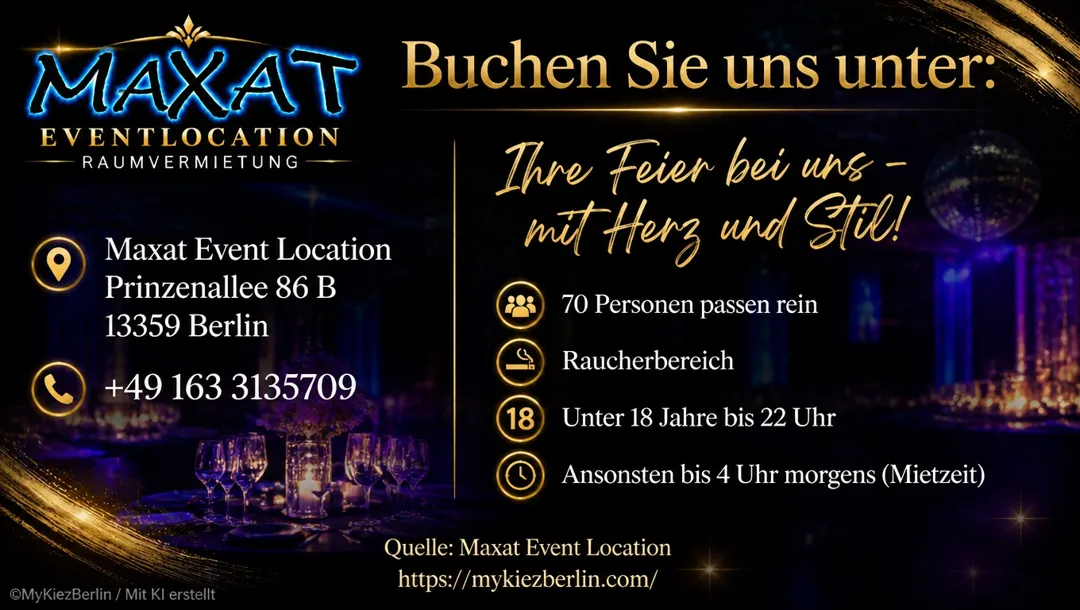 MAXAT
EVENTLOCATION
RAUMVERMIETUNG
Buchen Sie uns unter:
Ihre Feier bei uns –
mit Herz und Stil!
Maxat Event Location
Prinzenallee 86 B
13359 Berlin
+49 163 3135709
70 Personen passen rein
Raucherbereich
18
Unter 18 Jahre bis 22 Uhr
Ansonsten bis 4 Uhr morgens (Mietzeit)
Quelle: Maxat Event Location
https://mykiezberlin.com/
©MyKiezBerlin / Mit KI erstellt